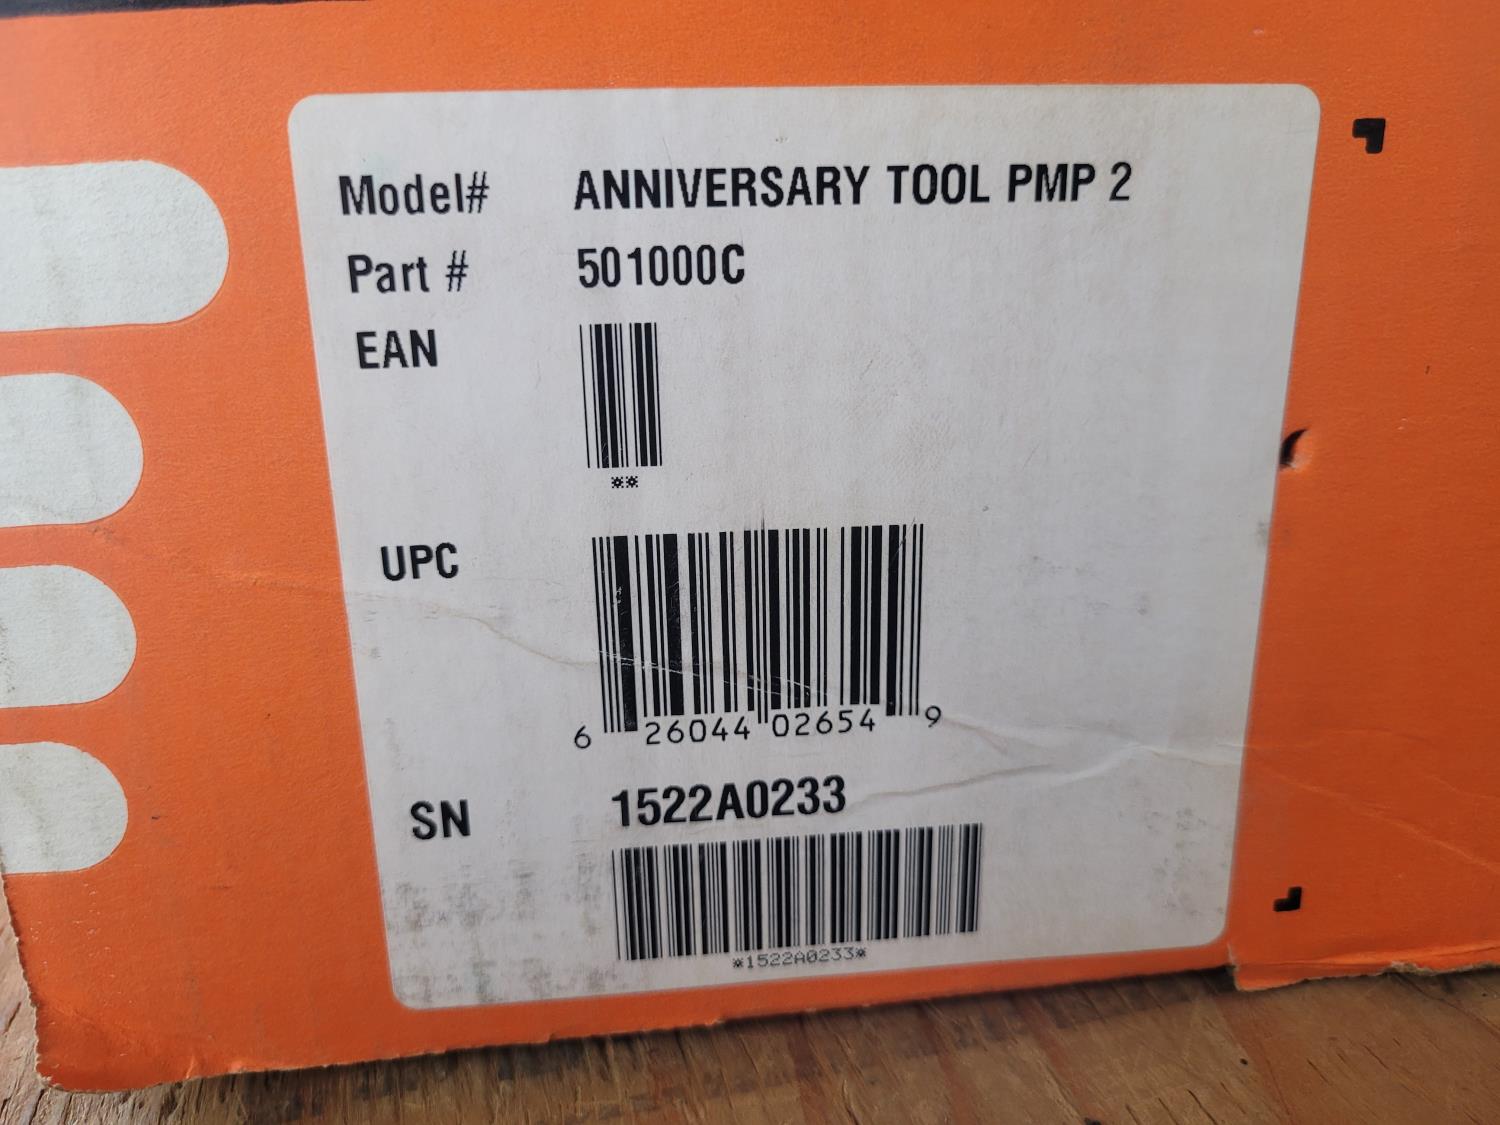 Model# ANNIVERSARY TOOL PMP 2
Part # 501000C
EAN
**
UPC
6 26044 02654 9
SN 1522A0233
*1522A0233*